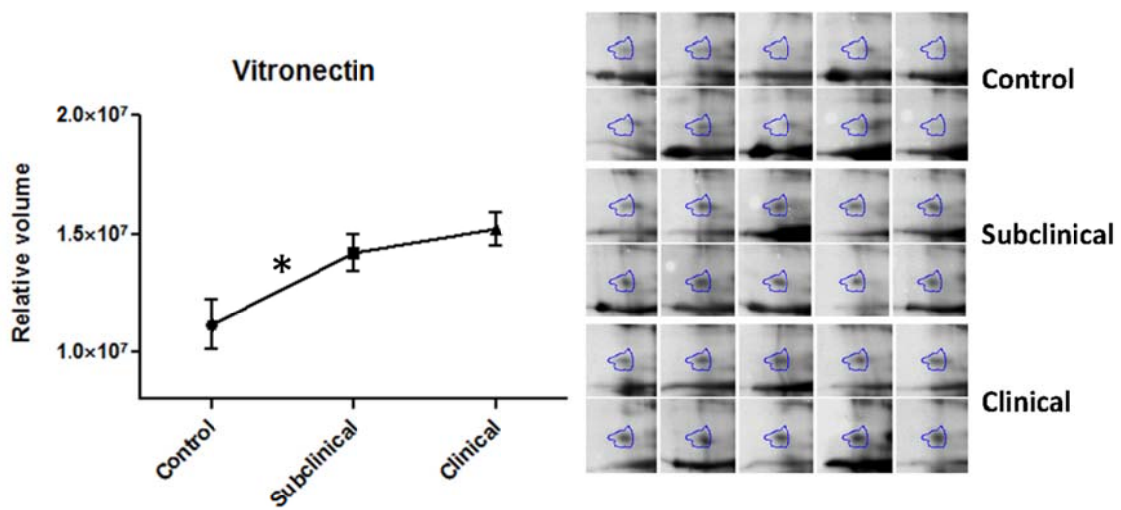 Vitronectin
Relative volume
2.0×10⁷
1.5×10⁷
1.0×10⁷
*
Control
Subclinical
Clinical
Control
Subclinical
Clinical